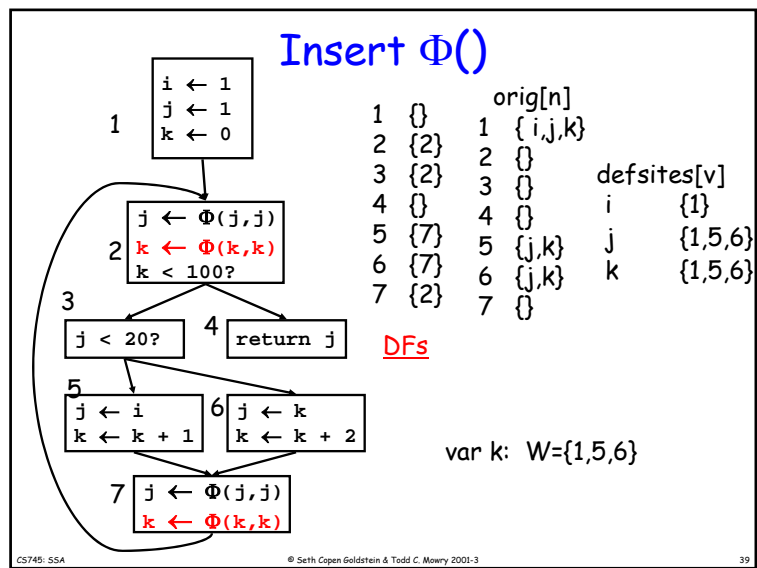 Insert Φ()
1
i ← 1
j ← 1
k ← 0
2
j ← Φ(j,j)
k ← Φ(k,k)
k < 100?
3
j < 20?
4
return j
5
j ← i
k ← k + 1
6
j ← k
k ← k + 2
7
j ← Φ(j,j)
k ← Φ(k,k)
1 {}
2 {2}
3 {2}
4 {}
5 {7}
6 {7}
7 {2}
DFs
orig[n]
1 { i,j,k}
2 {}
3 {}
4 {}
5 {j,k}
6 {j,k}
7 {}
defsites[v]
i {1}
j {1,5,6}
k {1,5,6}
var k: W={1,5,6}
CS745: SSA
© Seth Copen Goldstein & Todd C. Mowry 2001-3
39